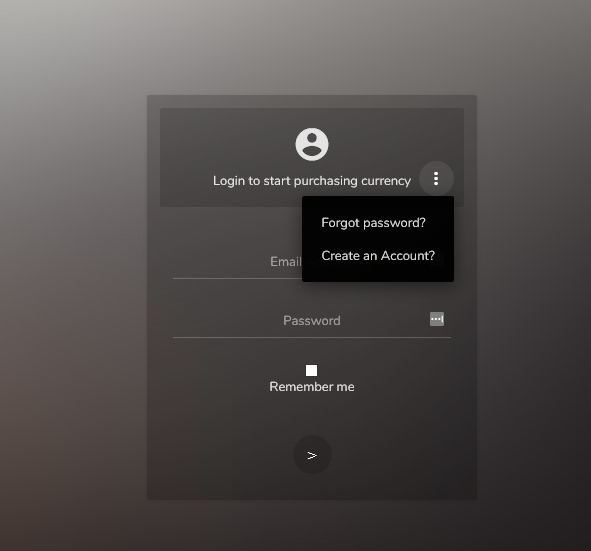 Login to start purchasing currency
Forgot password?
Create an Account?
Email
Password
Remember me
>